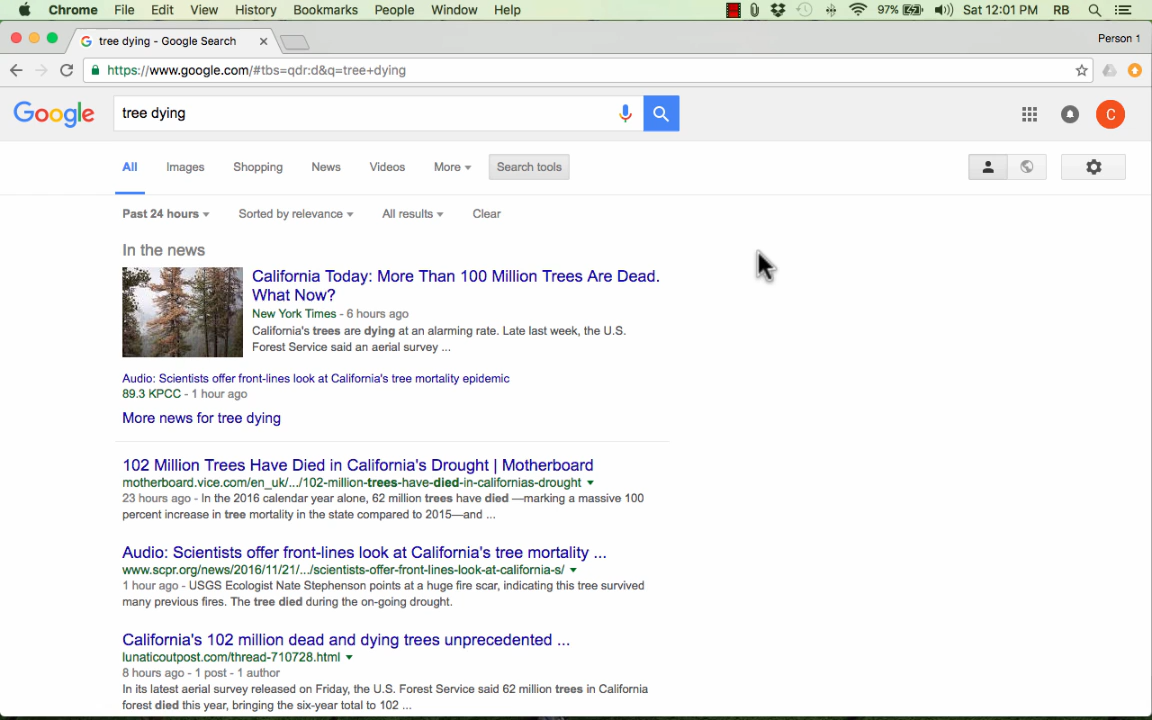 Chrome File Edit View History Bookmarks People Window Help 97% Sat 12:01 PM RB
tree dying - Google Search Person 1
https://www.google.com/#tbs=qdr:d&q=tree+dying
Google tree dying C
All Images Shopping News Videos More Search tools
Past 24 hours Sorted by relevance All results Clear
In the news
California Today: More Than 100 Million Trees Are Dead.
What Now?
New York Times - 6 hours ago
California's trees are dying at an alarming rate. Late last week, the U.S.
Forest Service said an aerial survey ...
Audio: Scientists offer front-lines look at California's tree mortality epidemic
89.3 KPCC - 1 hour ago
More news for tree dying
102 Million Trees Have Died in California's Drought | Motherboard
motherboard.vice.com/en_uk/.../102-million-trees-have-died-in-californias-drought
23 hours ago - In the 2016 calendar year alone, 62 million trees have died —marking a massive 100
percent increase in tree mortality in the state compared to 2015—and ...
Audio: Scientists offer front-lines look at California's tree mortality ...
www.scpr.org/news/2016/11/21/.../scientists-offer-front-lines-look-at-california-s/
1 hour ago - USGS Ecologist Nate Stephenson points at a huge fire scar, indicating this tree survived
many previous fires. The tree died during the on-going drought.
California's 102 million dead and dying trees unprecedented ...
lunaticoutpost.com/thread-710728.html
8 hours ago - 1 post - 1 author
In its latest aerial survey released on Friday, the U.S. Forest Service said 62 million trees in California
forest died this year, bringing the six-year total to 102 ...